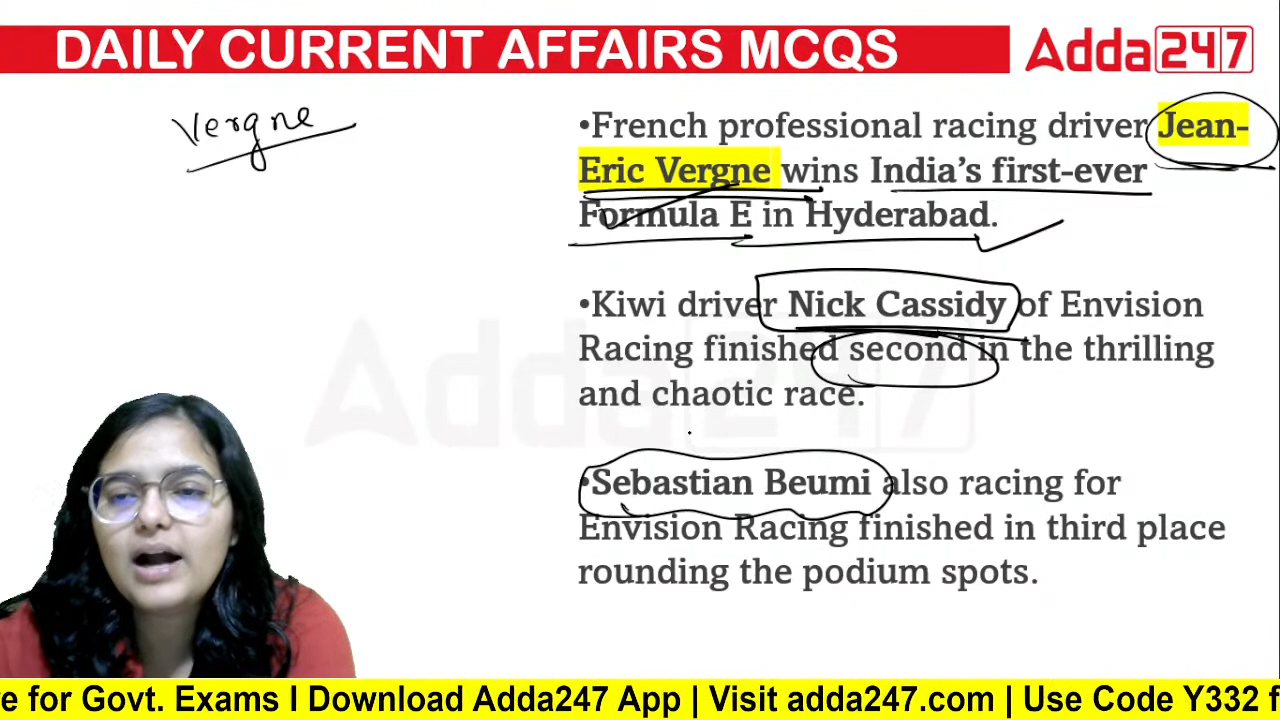 DAILY CURRENT AFFAIRS MCQS
Adda247
Vergne
•French professional racing driver Jean-
Eric Vergne wins India's first-ever
Formula E in Hyderabad.
•Kiwi driver Nick Cassidy of Envision
Racing finished second in the thrilling
and chaotic race.
•Sebastian Beumi also racing for
Envision Racing finished in third place
rounding the podium spots.
Adda247
e for Govt. Exams I Download Adda247 App | Visit adda247.com | Use Code Y332 f